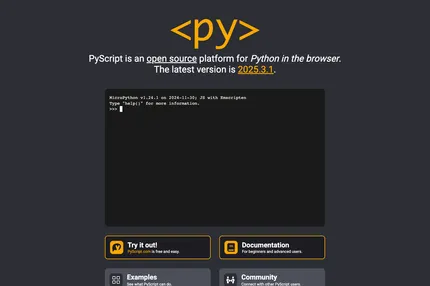 <py>
PyScript is an open source platform for Python in the browser.
The latest version is 2025.3.1.
MicroPython v1.24.1 on 2024-11-30; JS with Emscripten
Type "help()" for more information.
>>>
Try it out!
PyScript.com is free and easy.
Documentation
For beginners and advanced users.
Examples
See what PyScript can do.
Community
Connect with other PyScript users.